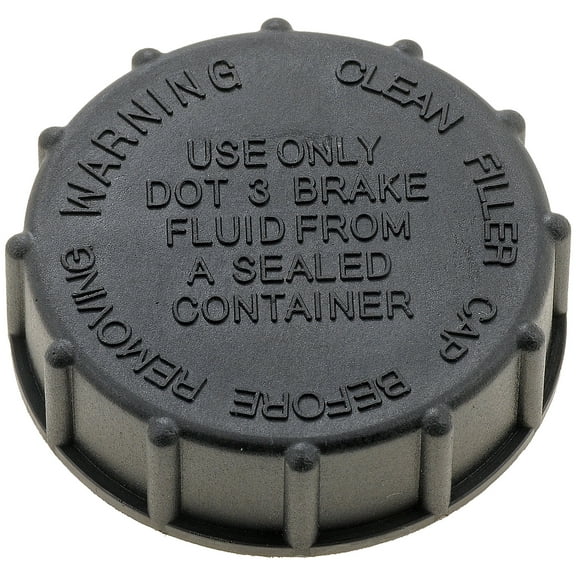 WARNING CLEAN FILLER CAP BEFORE REMOVING
USE ONLY
DOT 3 BRAKE
FLUID FROM
A SEALED
CONTAINER